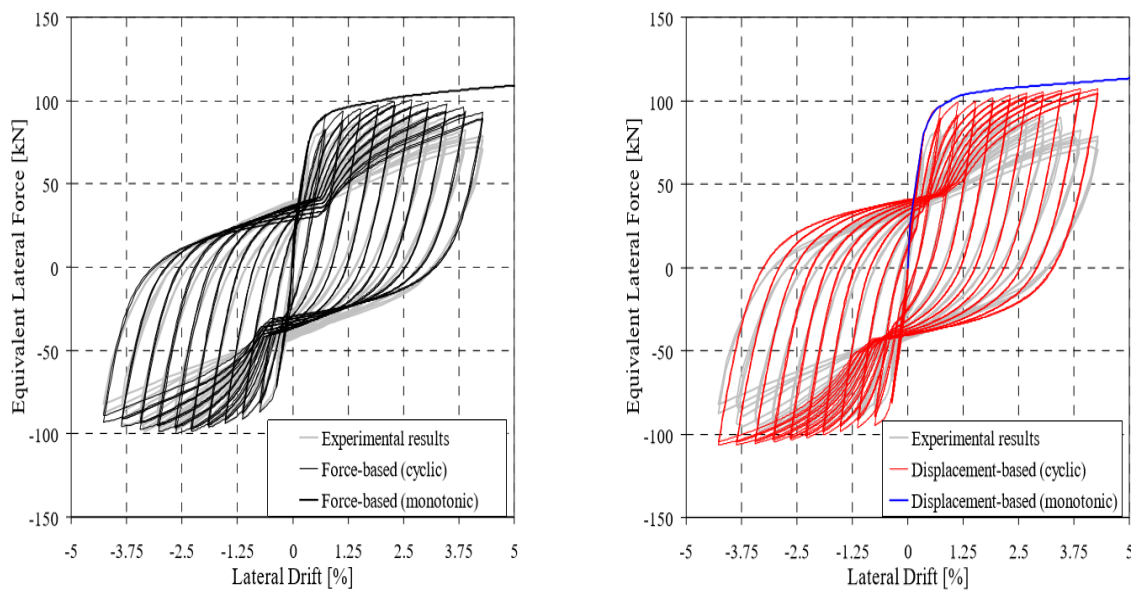 150
100
50
0
-50
-100
-150
Equivalent Lateral Force [kN]
Experimental results
Force-based (cyclic)
Force-based (monotonic)
-5 -3.75 -2.5 -1.25 0 1.25 2.5 3.75 5
Lateral Drift [%]
150
100
50
0
-50
-100
-150
Equivalent Lateral Force [kN]
Experimental results
Displacement-based (cyclic)
Displacement-based (monotonic)
-5 -3.75 -2.5 -1.25 0 1.25 2.5 3.75 5
Lateral Drift [%]